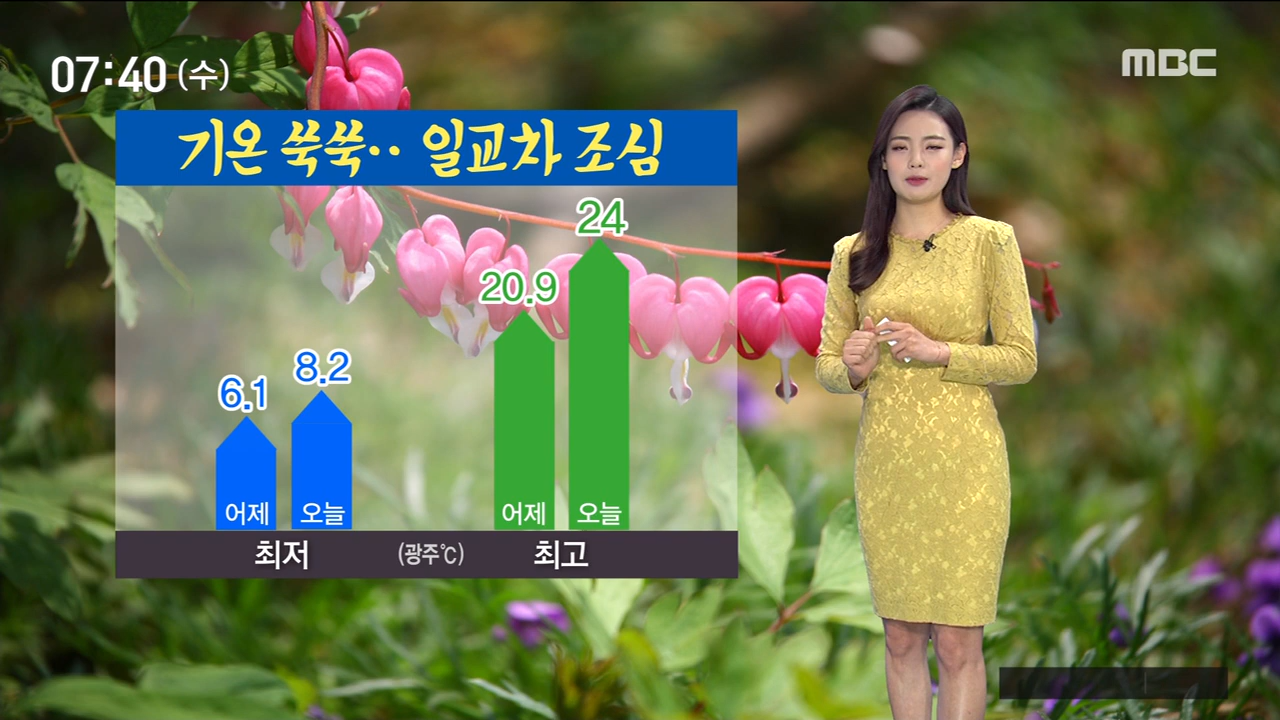 07:40 (수)
MBC
기온 쑥쑥·· 일교차 조심
6.1
8.2
20.9
24
어제
오늘
어제
오늘
최저
(광주℃)
최고